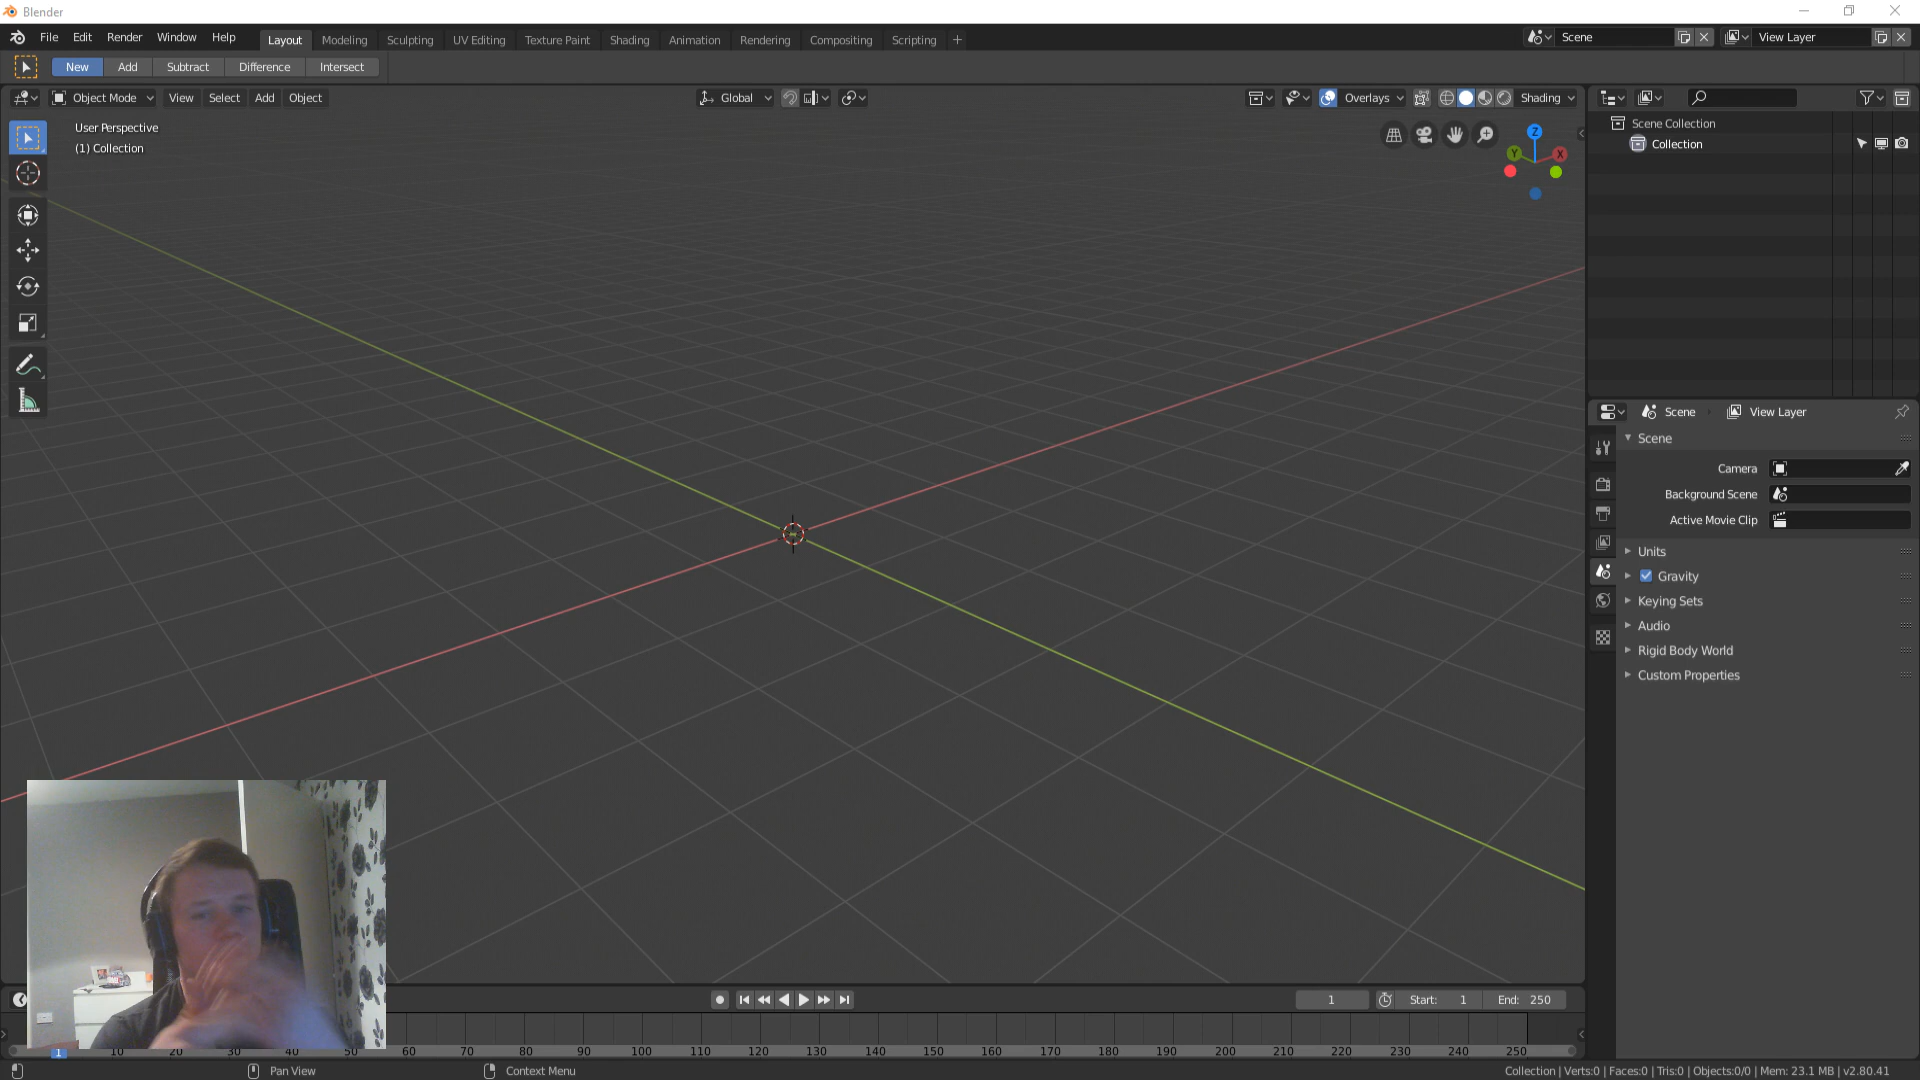 Blender
File Edit Render Window Help Layout Modeling Sculpting UV Editing Texture Paint Shading Animation Rendering Compositing Scripting + Scene View Layer
New Add Subtract Difference Intersect
Object Mode View Select Add Object Global Overlays Shading
User Perspective
(1) Collection
Z
Y X
Scene Collection
Collection
Scene View Layer
Scene
Camera
Background Scene
Active Movie Clip
Units
Gravity
Keying Sets
Audio
Rigid Body World
Custom Properties
1 Start: 1 End: 250
1 10 20 30 40 50 60 70 80 90 100 110 120 130 140 150 160 170 180 190 200 210 220 230 240 250
Pan View Context Menu Collection | Verts:0 | Faces:0 | Tris:0 | Objects:0/0 | Mem: 23.1 MB | v2.80.41